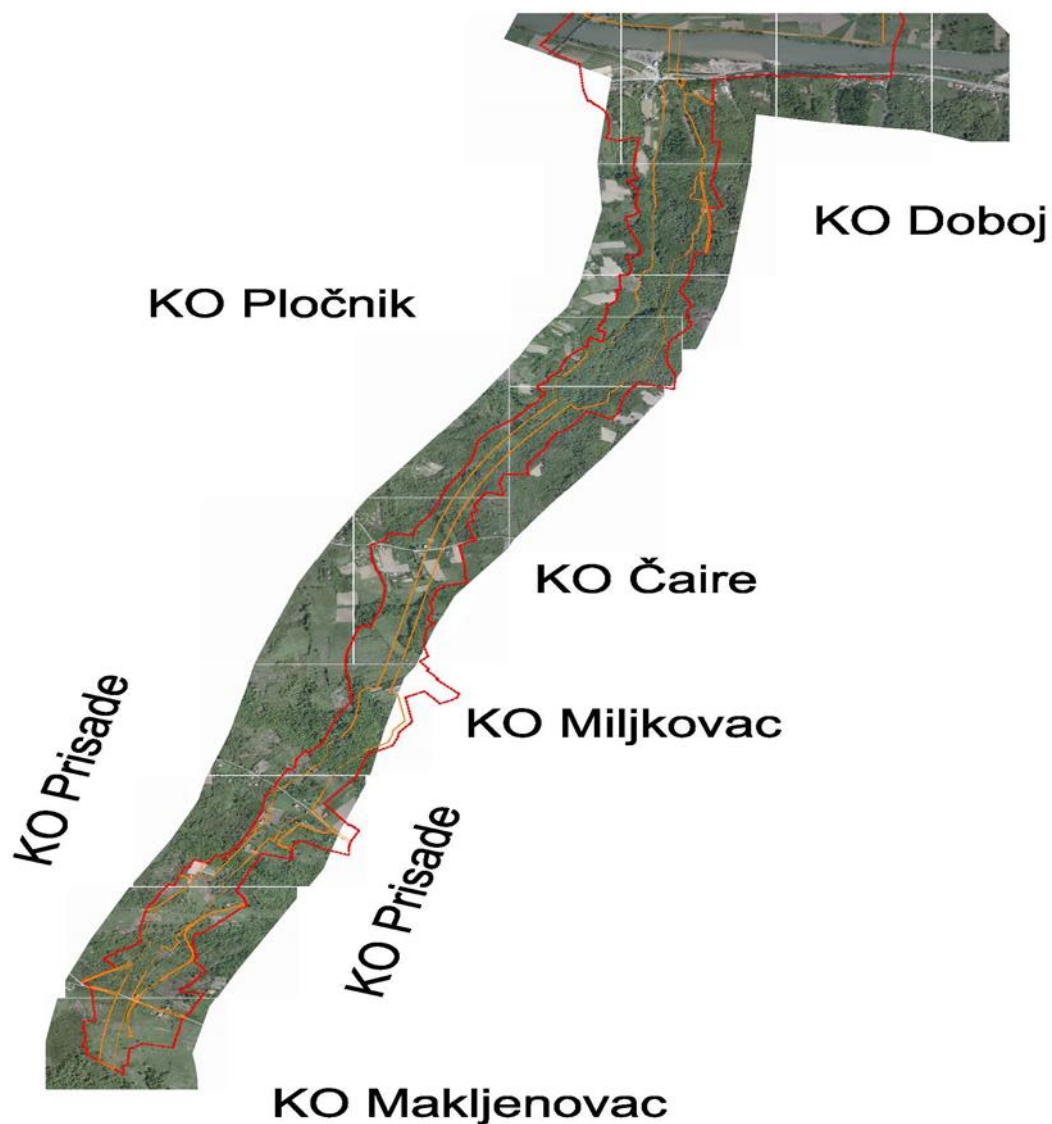 KO Doboj
KO Pločnik
KO Čaire
KO Prisade
KO Miljkovac
KO Prisade
KO Makljenovac